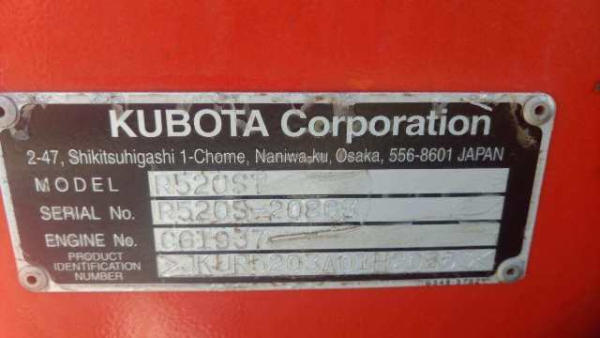 KUBOTA Corporation
2-47, Shikitsuhigashi 1-Chome, Naniwa-ku, Osaka, 556-8601 JAPAN
MODEL R520ST
SERIAL No.
ENGINE No. CG1937
PRODUCT
IDENTIFICATION
NUMBER